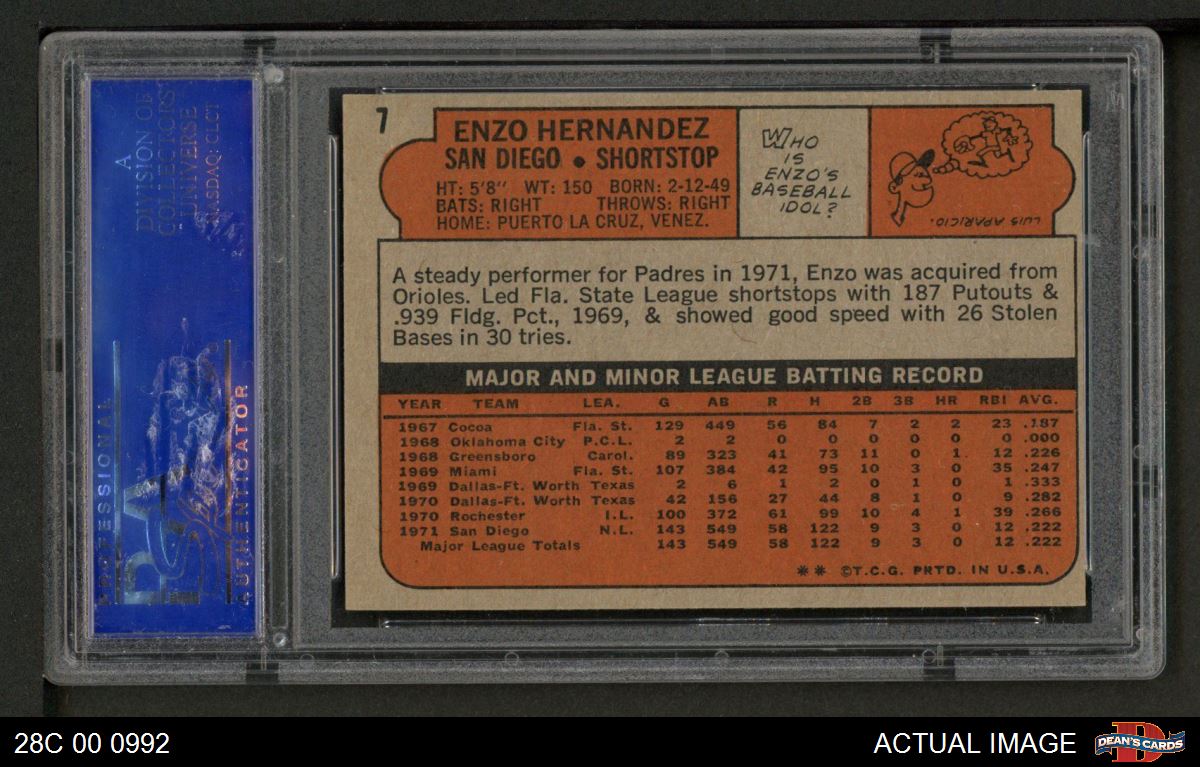 A
DIVISION OF
COLLECTORS
UNIVERSE
NASDAQ: CLCT
PROFESSIONAL
PSA
AUTHENTICATOR
7
ENZO HERNANDEZ
SAN DIEGO • SHORTSTOP
HT: 5'8" WT: 150 BORN: 2-12-49
BATS: RIGHT THROWS: RIGHT
HOME: PUERTO LA CRUZ, VENEZ.
WHO
IS
ENZO'S
BASEBALL
IDOL?
LUIS APARICIO.
A steady performer for Padres in 1971, Enzo was acquired from
Orioles. Led Fla. State League shortstops with 187 Putouts &
.939 Fldg. Pct., 1969, & showed good speed with 26 Stolen
Bases in 30 tries.
MAJOR AND MINOR LEAGUE BATTING RECORD
YEAR TEAM LEA. G AB R H 2B 3B HR RBI AVG.
1967 Cocoa Fla. St. 129 449 56 84 7 2 2 23 .187
1968 Oklahoma City P.C.L. 2 2 0 0 0 0 0 0 .000
1968 Greensboro Carol. 89 323 41 73 11 0 1 12 .226
1969 Miami Fla. St. 107 384 42 95 10 3 0 35 .247
1969 Dallas-Ft. Worth Texas 2 6 1 2 0 1 0 1 .333
1970 Dallas-Ft. Worth Texas 42 156 27 44 8 1 0 9 .282
1970 Rochester I.L. 100 372 61 99 10 4 1 39 .266
1971 San Diego N.L. 143 549 58 122 9 3 0 12 .222
Major League Totals 143 549 58 122 9 3 0 12 .222
** ©T.C.G. PRTD. IN U.S.A.
28C 00 0992
ACTUAL IMAGE
DEAN'S CARDS